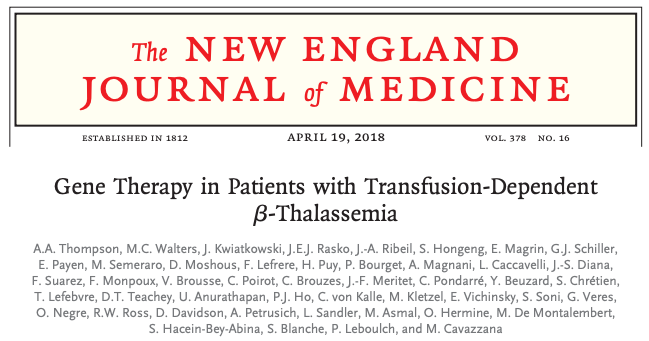 The NEW ENGLAND
JOURNAL of MEDICINE
ESTABLISHED IN 1812 APRIL 19, 2018 VOL. 378 NO. 16
Gene Therapy in Patients with Transfusion-Dependent
β-Thalassemia
A.A. Thompson, M.C. Walters, J. Kwiatkowski, J.E.J. Rasko, J.-A. Ribeil, S. Hongeng, E. Magrin, G.J. Schiller,
E. Payen, M. Semeraro, D. Moshous, F. Lefrere, H. Puy, P. Bourget, A. Magnani, L. Caccavelli, J.-S. Diana,
F. Suarez, F. Monpoux, V. Brousse, C. Poirot, C. Brouzes, J.-F. Meritet, C. Pondarré, Y. Beuzard, S. Chrétien,
T. Lefebvre, D.T. Teachey, U. Anurathapan, P.J. Ho, C. von Kalle, M. Kletzel, E. Vichinsky, S. Soni, G. Veres,
O. Negre, R.W. Ross, D. Davidson, A. Petrusich, L. Sandler, M. Asmal, O. Hermine, M. De Montalembert,
S. Hacein-Bey-Abina, S. Blanche, P. Leboulch, and M. Cavazzana